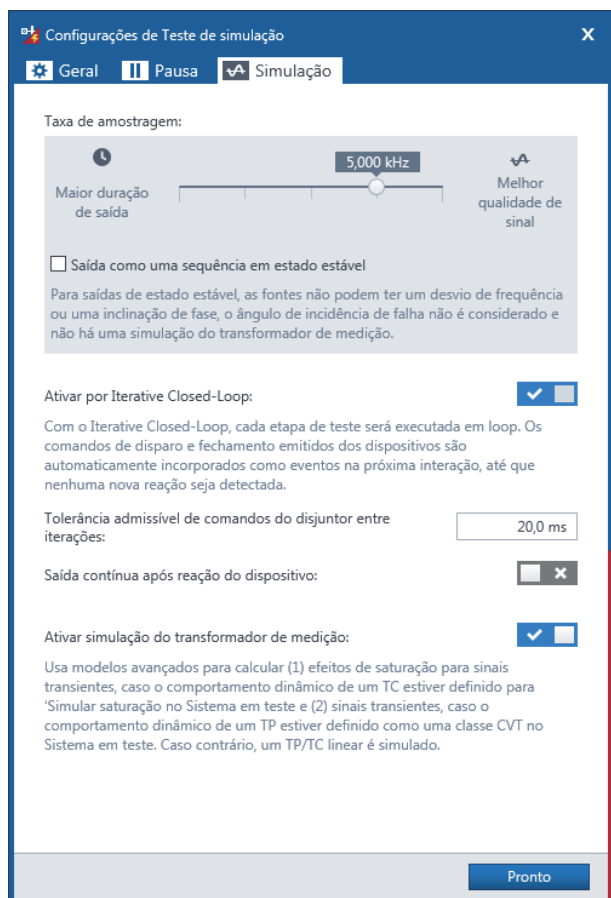 Configurações de Teste de simulação
X
Geral
Pausa
Simulação
Taxa de amostragem:
5,000 kHz
Maior duração
de saída
Melhor
qualidade de
sinal
Saída como uma sequência em estado estável
Para saídas de estado estável, as fontes não podem ter um desvio de frequência
ou uma inclinação de fase, o ângulo de incidência de falha não é considerado e
não há uma simulação do transformador de medição.
Ativar por Iterative Closed-Loop:
Com o Iterative Closed-Loop, cada etapa de teste será executada em loop. Os
comandos de disparo e fechamento emitidos dos dispositivos são
automaticamente incorporados como eventos na próxima interação, até que
nenhuma nova reação seja detectada.
Tolerância admissível de comandos do disjuntor entre
iterações:
20,0 ms
Saída contínua após reação do dispositivo:
Ativar simulação do transformador de medição:
Usa modelos avançados para calcular (1) efeitos de saturação para sinais
transientes, caso o comportamento dinâmico de um TC estiver definido para
'Simular saturação no Sistema em teste e (2) sinais transientes, caso o
comportamento dinâmico de um TP estiver definido como uma classe CVT no
Sistema em teste. Caso contrário, um TP/TC linear é simulado.
Pronto